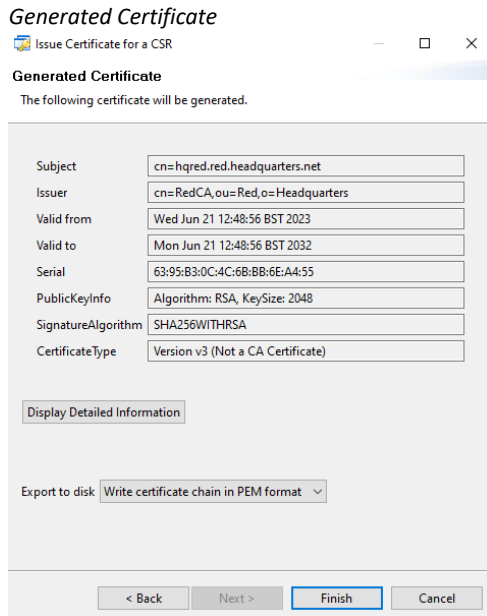 Generated Certificate
Issue Certificate for a CSR
Generated Certificate
The following certificate will be generated.
Subject cn=hqred.red.headquarters.net
Issuer cn=RedCA,ou=Red,o=Headquarters
Valid from Wed Jun 21 12:48:56 BST 2023
Valid to Mon Jun 21 12:48:56 BST 2032
Serial 63:95:B3:0C:4C:6B:BB:6E:A4:55
PublicKeyInfo Algorithm: RSA, KeySize: 2048
SignatureAlgorithm SHA256WITHRSA
CertificateType Version v3 (Not a CA Certificate)
Display Detailed Information
Export to disk Write certificate chain in PEM format
< Back Next > Finish Cancel